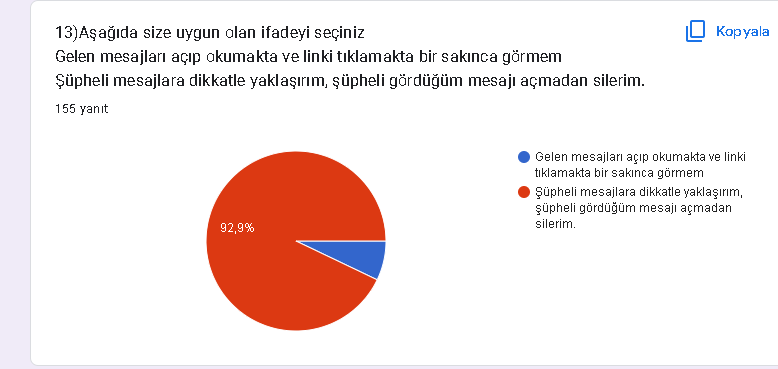 13)Aşağıda size uygun olan ifadeyi seçiniz
Kopyala
Gelen mesajları açıp okumakta ve linki tıklamakta bir sakınca görmem
Şüpheli mesajlara dikkatle yaklaşırım, şüpheli gördüğüm mesajı açmadan silerim.
155 yanıt
92,9%
Gelen mesajları açıp okumakta ve linki
tıklamakta bir sakınca görmem
Şüpheli mesajlara dikkatle yaklaşırım,
şüpheli gördüğüm mesajı açmadan
silerim.